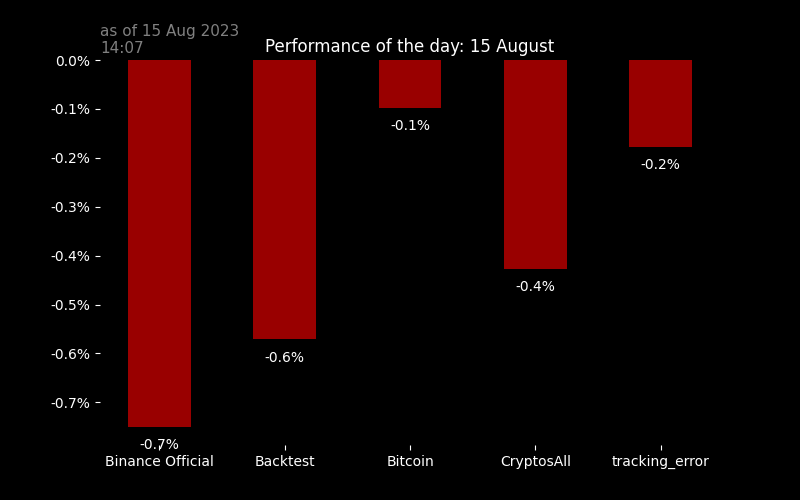 as of 15 Aug 2023
14:07
Performance of the day: 15 August
0.0%
-0.1%
-0.2%
-0.3%
-0.4%
-0.5%
-0.6%
-0.7%
-0.7%
-0.6%
-0.1%
-0.4%
-0.2%
Binance Official
Backtest
Bitcoin
CryptosAll
tracking_error